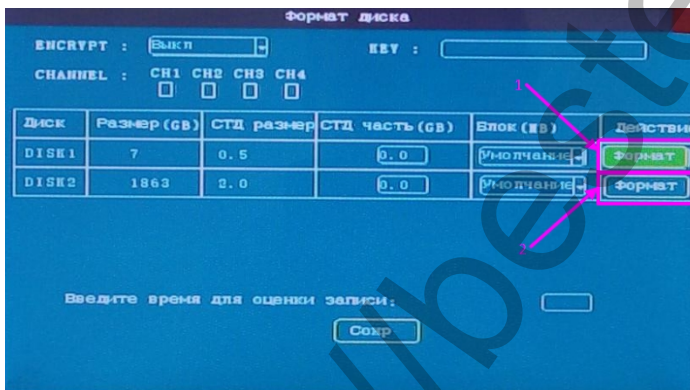 Формат диска
ENCRYPT : Выкл KEY :
CHANNEL : CH1 CH2 CH3 CH4
Диск Размер(GB) СТД размер СТД часть(GB) Блок(MB) Действи
DISK1 7 0.5 0.0 Умолчание Формат
DISK2 1863 2.0 0.0 Умолчание Формат
1
2
Введите время для оценки записи:
Сохр